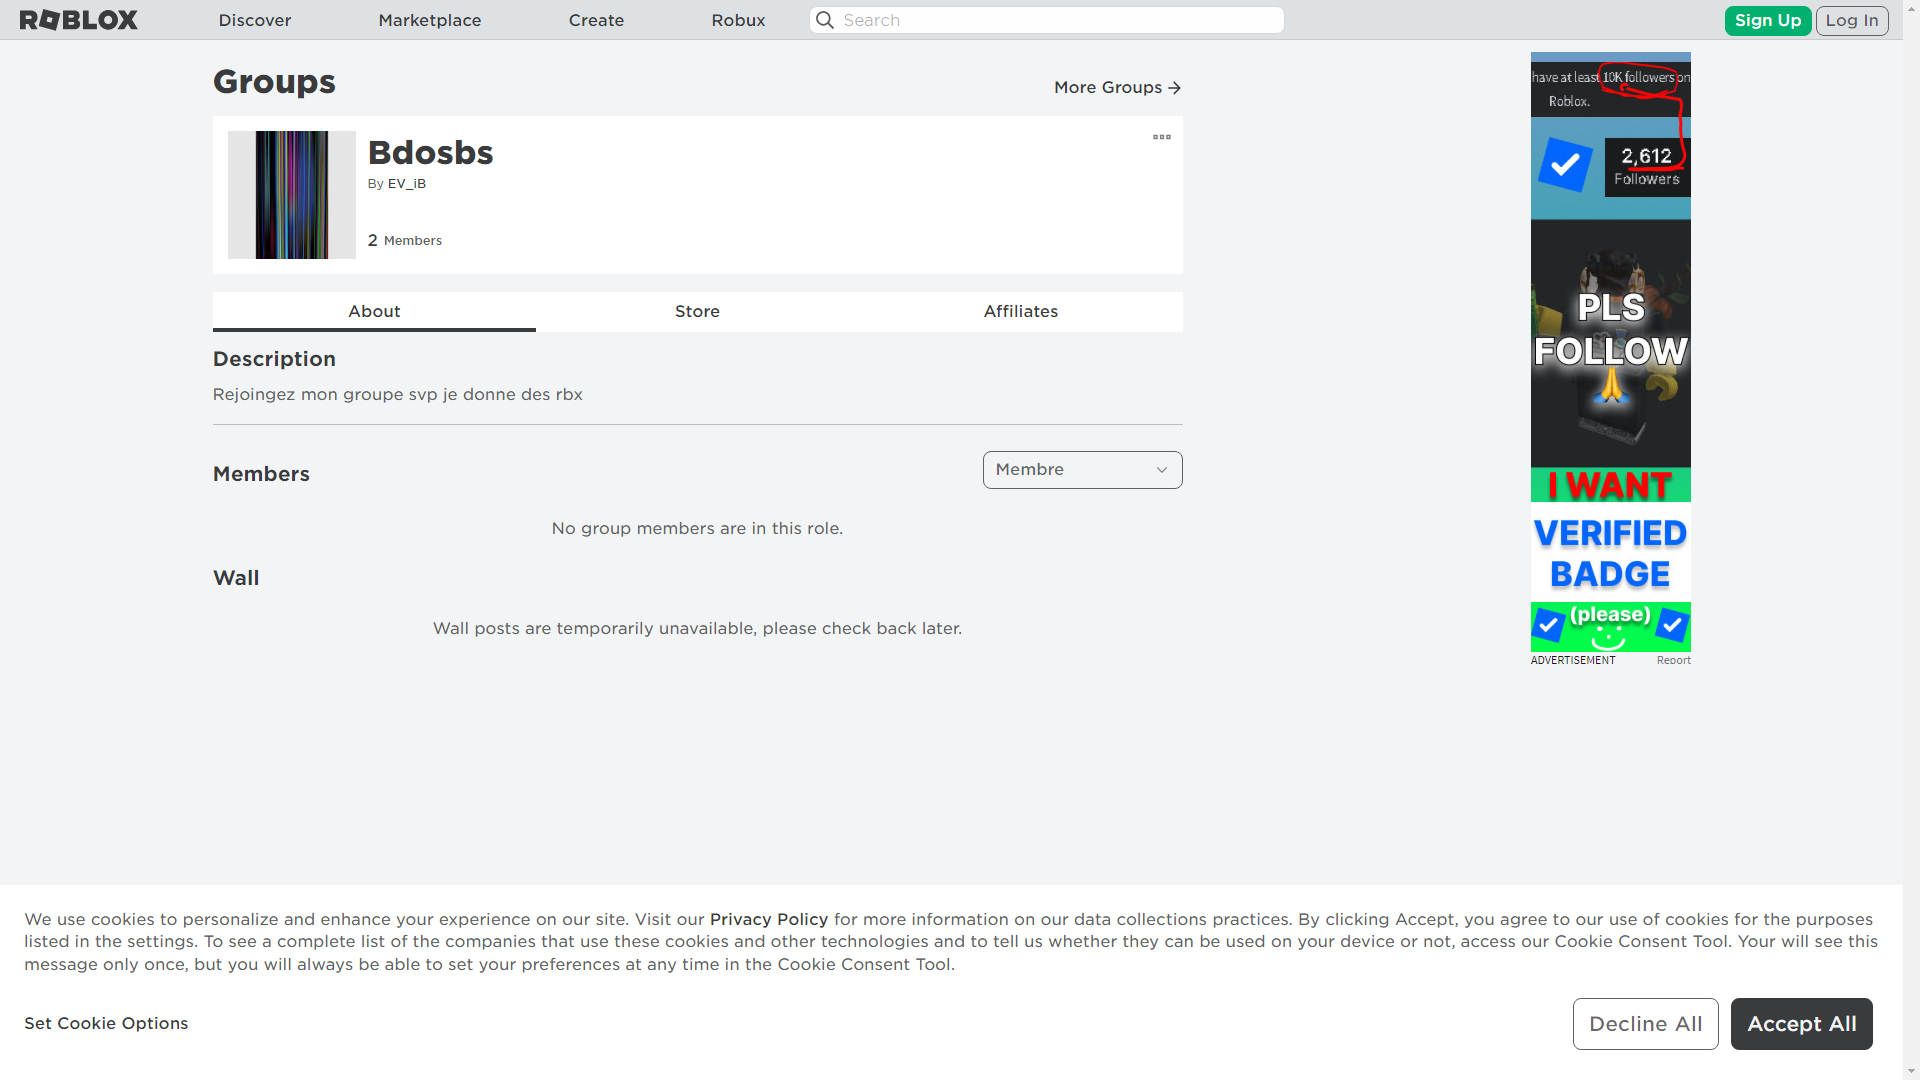 ROBLOX
Discover
Marketplace
Create
Robux
Search
Sign Up
Log In
Groups
More Groups
Bdosbs
By EV_iB
2 Members
About
Store
Affiliates
Description
Rejoingez mon groupe svp je donne des rbx
Members
Membre
No group members are in this role.
Wall
Wall posts are temporarily unavailable, please check back later.
have at least 10K followers on
Roblox.
2,612
Followers
PLS
FOLLOW
I WANT
VERIFIED
BADGE
(please)
ADVERTISEMENT
Report
We use cookies to personalize and enhance your experience on our site. Visit our Privacy Policy for more information on our data collections practices. By clicking Accept, you agree to our use of cookies for the purposes
listed in the settings. To see a complete list of the companies that use these cookies and other technologies and to tell us whether they can be used on your device or not, access our Cookie Consent Tool. Your will see this
message only once, but you will always be able to set your preferences at any time in the Cookie Consent Tool.
Set Cookie Options
Decline All
Accept All